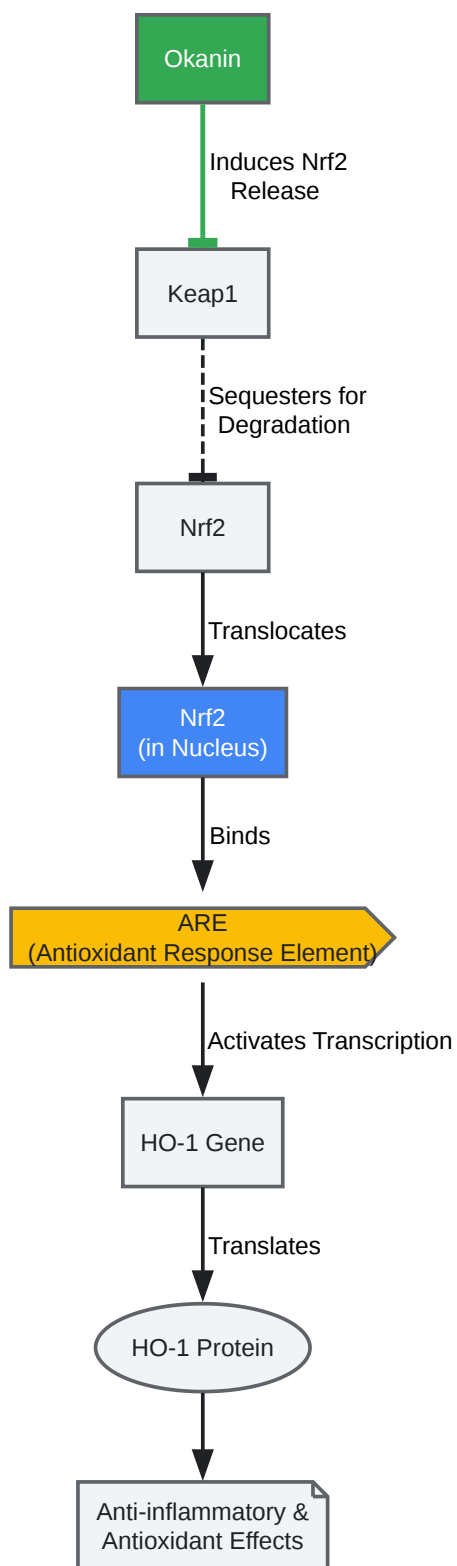 Okanin
Induces Nrf2
Release
Keap1
Sequesters for
Degradation
Nrf2
Translocates
Nrf2
(in Nucleus)
Binds
ARE
(Antioxidant Response Element)
Activates Transcription
HO-1 Gene
Translates
HO-1 Protein
Anti-inflammatory &
Antioxidant Effects